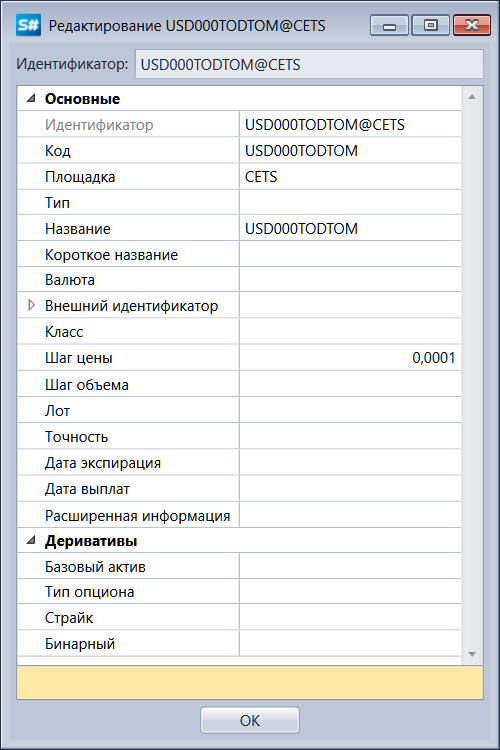 S# Редактирование USD000TODTOM@CETS
Идентификатор: USD000TODTOM@CETS
Основные
Идентификатор USD000TODTOM@CETS
Код USD000TODTOM
Площадка CETS
Тип
Название USD000TODTOM
Короткое название
Валюта
Внешний идентификатор
Класс
Шаг цены 0,0001
Шаг объема
Лот
Точность
Дата экспирация
Дата выплат
Расширенная информация
Деривативы
Базовый актив
Тип опциона
Страйк
Бинарный
OK